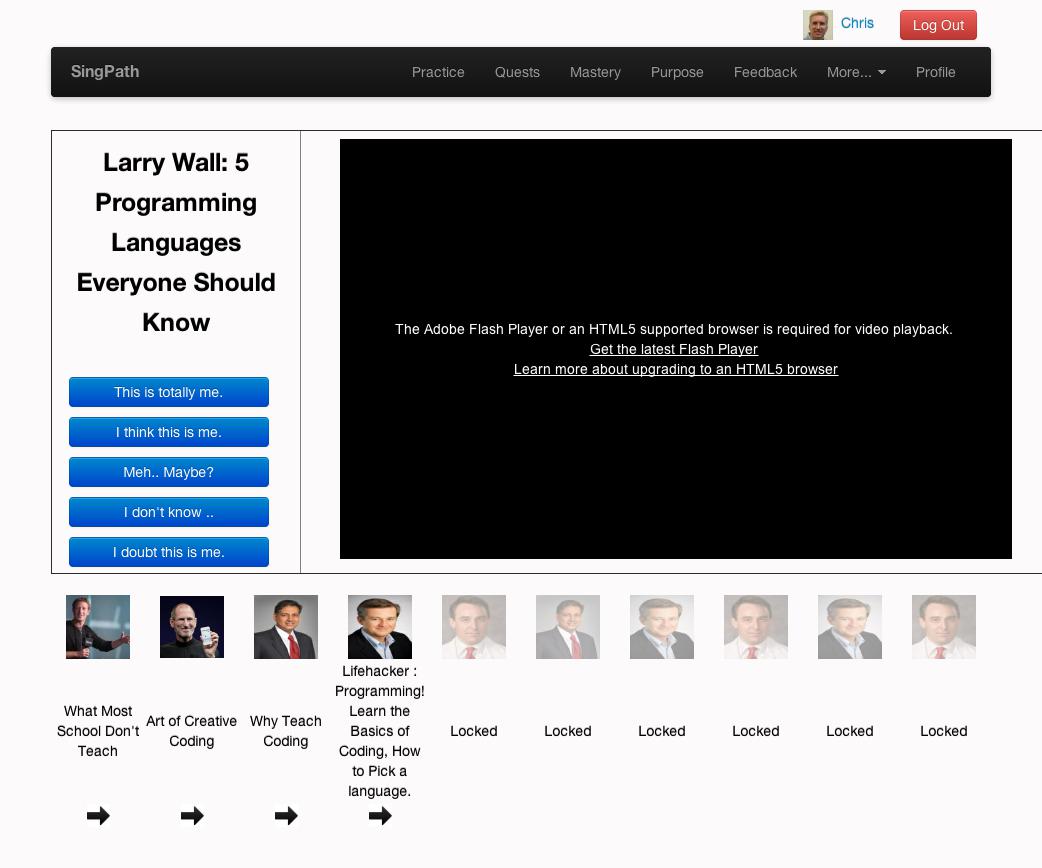 Chris
Log Out
SingPath
Practice
Quests
Mastery
Purpose
Feedback
More...
Profile
Larry Wall: 5
Programming
Languages
Everyone Should
Know
This is totally me.
I think this is me.
Meh.. Maybe?
I don't know ..
I doubt this is me.
The Adobe Flash Player or an HTML5 supported browser is required for video playback.
Get the latest Flash Player
Learn more about upgrading to an HTML5 browser
What Most
School Don't
Teach
Art of Creative
Coding
Why Teach
Coding
Lifehacker :
Programming!
Learn the
Basics of
Coding, How
to Pick a
language.
Locked
Locked
Locked
Locked
Locked
Locked